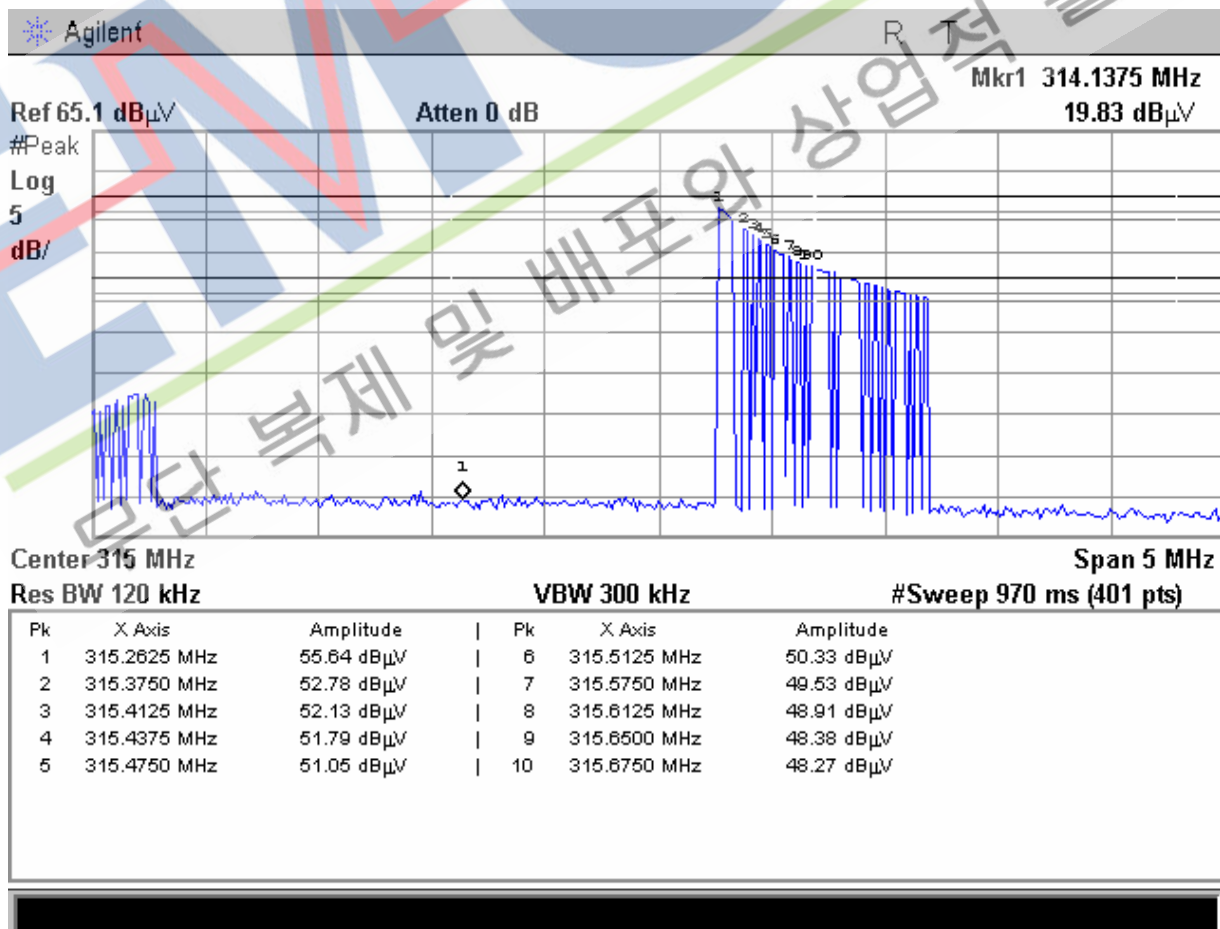 Agilent R T
Mkr1 314.1375 MHz
Ref 65.1 dBµV Atten 0 dB 19.83 dBµV
#Peak
Log
5
dB/
1
Center 315 MHz Span 5 MHz
Res BW 120 kHz VBW 300 kHz #Sweep 970 ms (401 pts)
Pk X Axis Amplitude | Pk X Axis Amplitude
1 315.2625 MHz 55.64 dBµV | 6 315.5125 MHz 50.33 dBµV
2 315.3750 MHz 52.78 dBµV | 7 315.5750 MHz 49.53 dBµV
3 315.4125 MHz 52.13 dBµV | 8 315.6125 MHz 48.91 dBµV
4 315.4375 MHz 51.79 dBµV | 9 315.6500 MHz 48.38 dBµV
5 315.4750 MHz 51.05 dBµV | 10 315.6750 MHz 48.27 dBµV
무단 복제 및 배포와 상업적